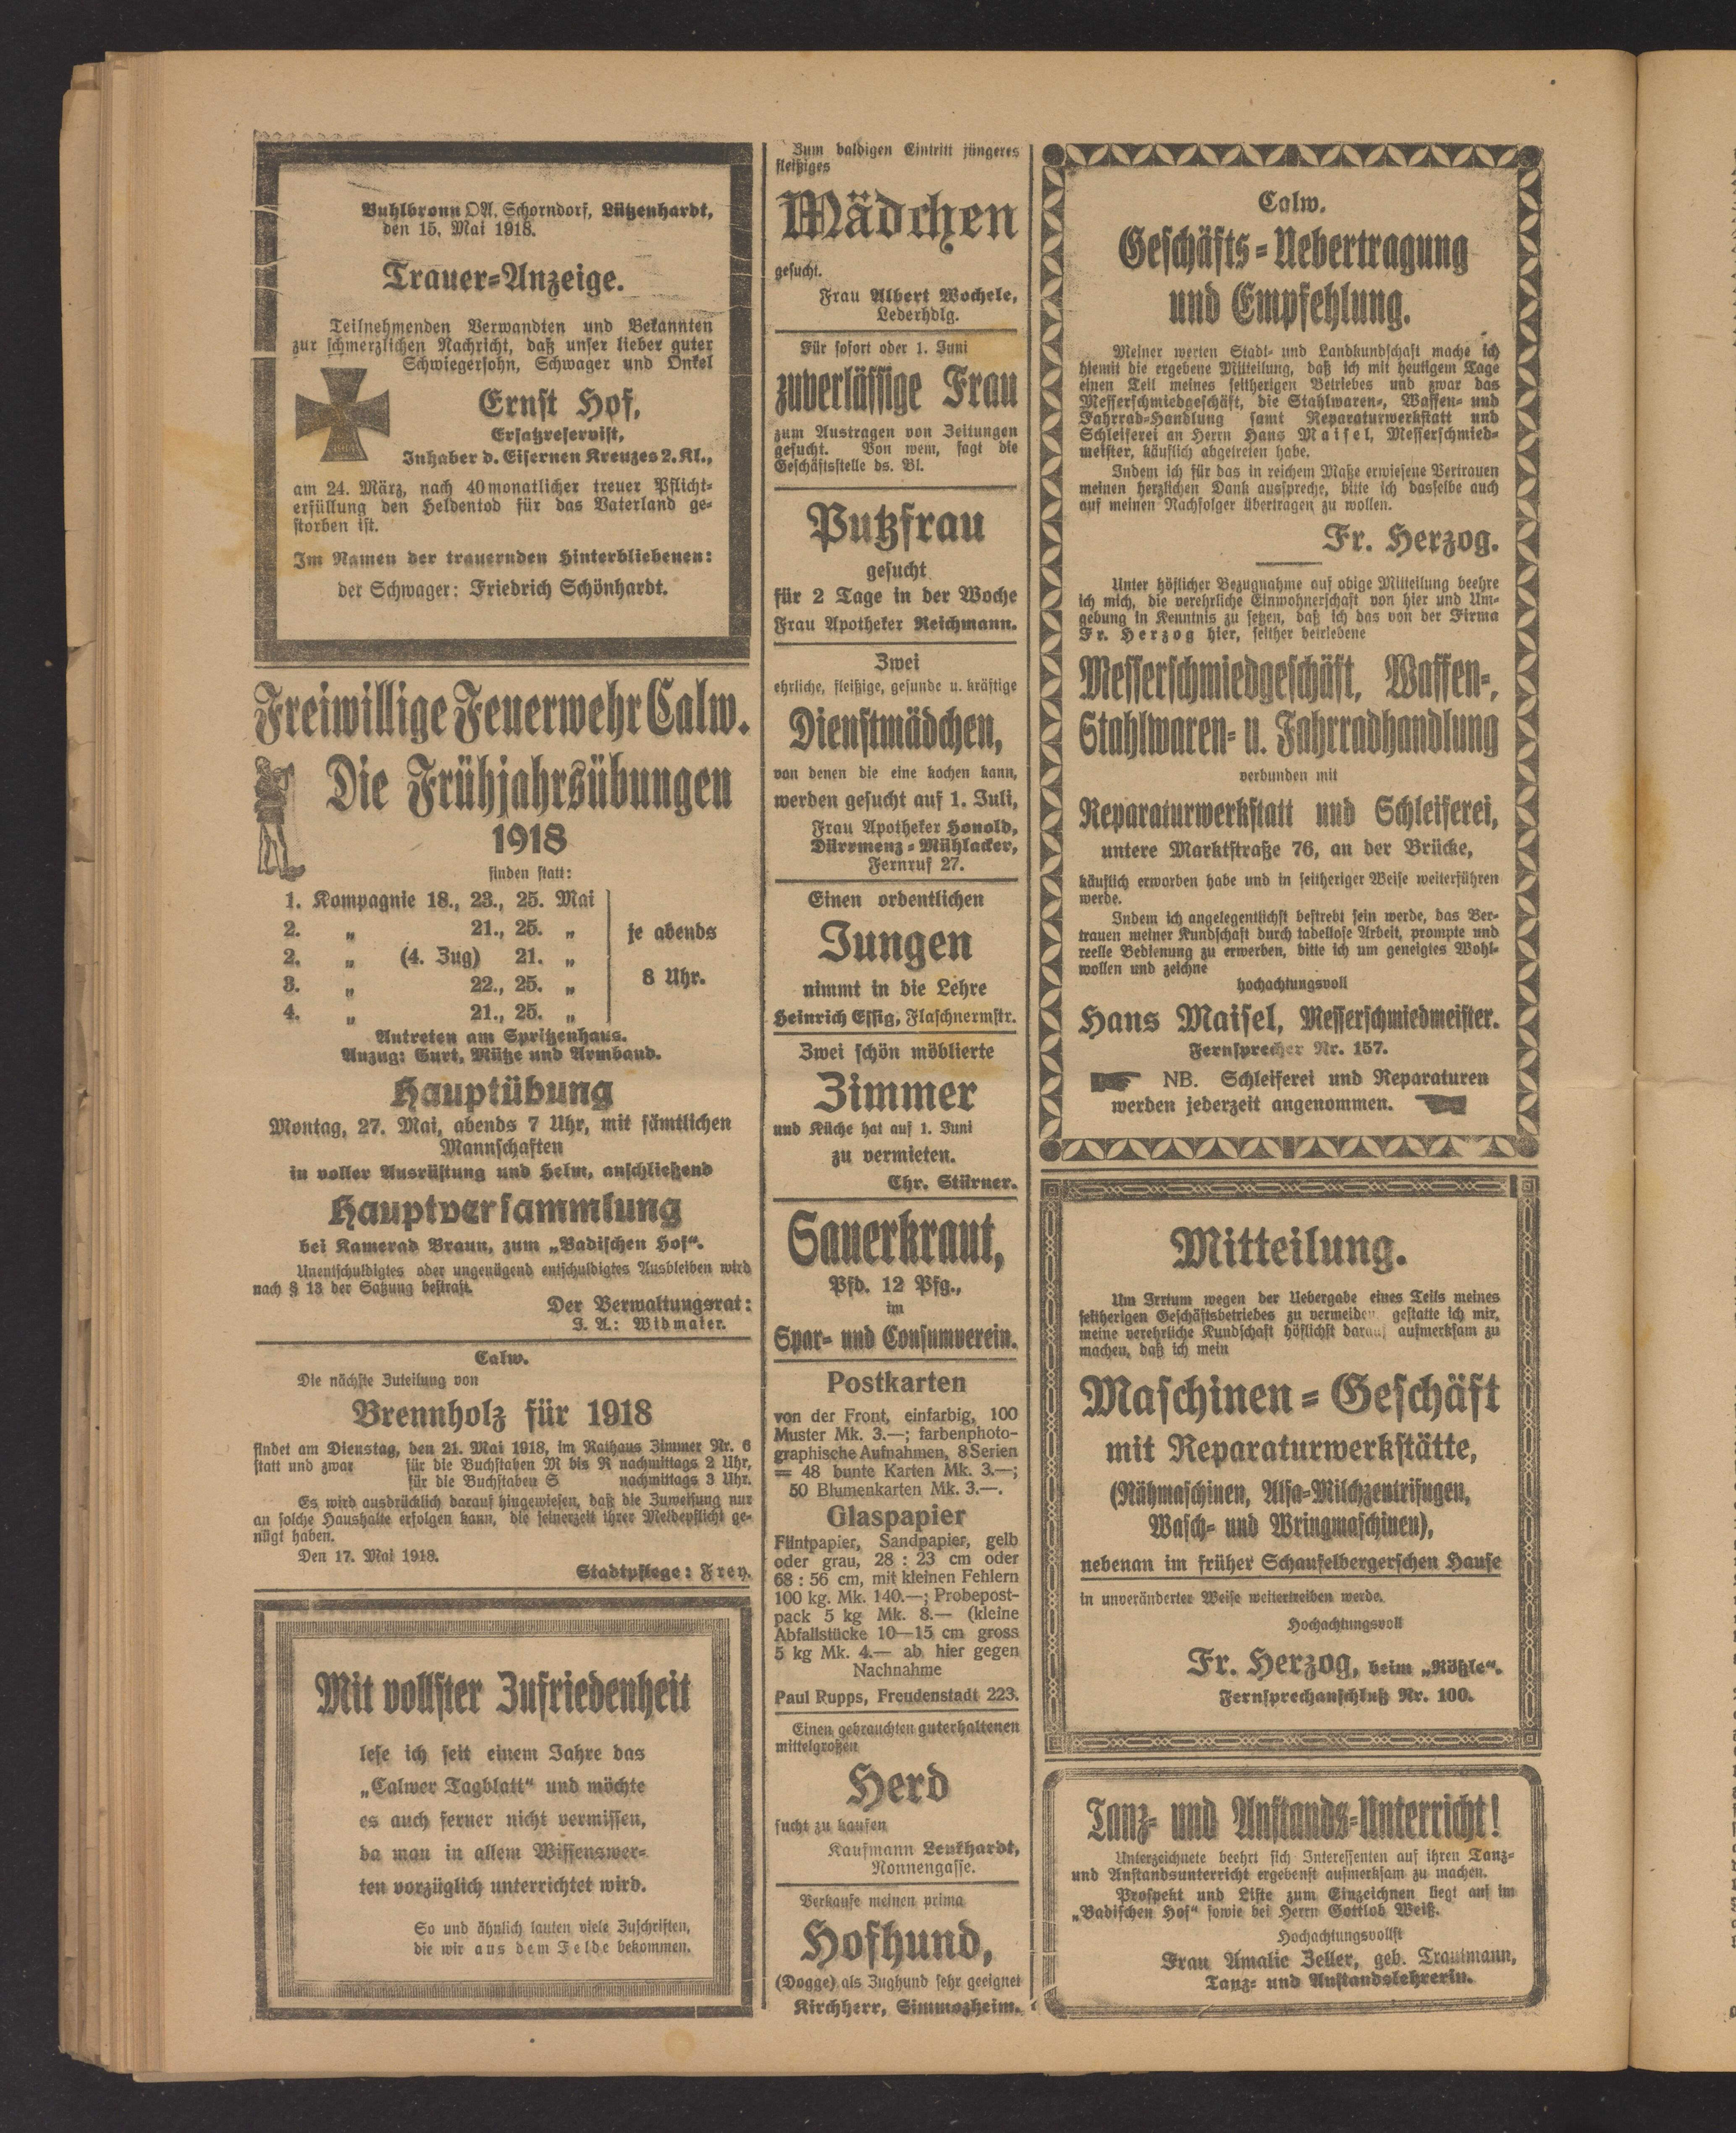 Buhlbronn OA. Schorndorf, Lützenhardt,
den 15. Mai 1918.
Trauer-Anzeige.
Teilnehmenden Verwandten und Bekannten
zur schmerzlichen Nachricht, daß unser lieber guter
Schwiegersohn, Schwager und Onkel
Ernst Hof,
Ersatzreservist,
Inhaber d. Eisernen Kreuzes 2. Kl.,
am 24. März, nach 40monatlicher treuer Pflicht-
erfüllung den Heldentod für das Vaterland ge-
storben ist.
Im Namen der trauernden Hinterbliebenen:
der Schwager: Friedrich Schönhardt.
Freiwillige Feuerwehr Calw.
Die Frühjahrsübungen
1918
finden statt:
1. Kompagnie 18., 23., 25. Mai
2. „ 21., 25. „ je abends
2. „ (4. Zug) 21. „
3. „ 22., 25. „ 8 Uhr.
4. „ 21., 25. „
Antreten am Spritzenhaus.
Anzug: Gurt, Mütze und Armband.
Hauptübung
Montag, 27. Mai, abends 7 Uhr, mit sämtlichen
Mannschaften
in voller Ausrüstung und Helm, anschließend
Hauptversammlung
bei Kamerad Braun, zum „Badischen Hof“.
Unentschuldigtes oder ungenügend entschuldigtes Ausbleiben wird
nach § 13 der Satzung bestraft.
Der Verwaltungsrat:
J. A.: Widmaier.
Calw.
Die nächste Zuteilung von
Brennholz für 1918
findet am Dienstag, den 21. Mai 1918, im Rathaus Zimmer Nr. 6
statt und zwar für die Buchstaben M bis R nachmittags 2 Uhr,
für die Buchstaben S nachmittags 3 Uhr.
Es wird ausdrücklich darauf hingewiesen, daß die Zuweisung nur
an solche Haushalte erfolgen kann, die seinerzeit ihrer Meldepflicht ge-
nügt haben.
Den 17. Mai 1918.
Stadtpflege: Frey.
Mit vollster Zufriedenheit
lese ich seit einem Jahre das
„Calwer Tagblatt“ und möchte
es auch ferner nicht vermissen,
da man in allem Wissenswer-
ten vorzüglich unterrichtet wird.
So und ähnlich lauten viele Zuschriften,
die wir aus dem Felde bekommen.
Zum baldigen Eintritt jüngeres
fleißiges
Mädchen
gesucht.
Frau Albert Wochele,
Lederhdlg.
Für sofort oder 1. Juni
zuverlässige Frau
zum Austragen von Zeitungen
gesucht. Von wem, sagt die
Geschäftsstelle ds. Bl.
Putzfrau
gesucht
für 2 Tage in der Woche
Frau Apotheker Reichmann.
Zwei
ehrliche, fleißige, gesunde u. kräftige
Dienstmädchen,
von denen die eine kochen kann,
werden gesucht auf 1. Juli,
Frau Apotheker Honold,
Dürrmenz-Mühlacker,
Fernruf 27.
Einen ordentlichen
Jungen
nimmt in die Lehre
Heinrich Essig, Flaschnermstr.
Zwei schön möblierte
Zimmer
und Küche hat auf 1. Juni
zu vermieten.
Chr. Stürner.
Sauerkraut,
Pfd. 12 Pfg.,
im
Spar- und Consumverein.
Postkarten
von der Front, einfarbig, 100
Muster Mk. 3.—; farbenphoto-
graphische Aufnahmen, 8 Serien
= 48 bunte Karten Mk. 3.—;
50 Blumenkarten Mk. 3.—.
Glaspapier
Flintpapier, Sandpapier, gelb
oder grau, 28 : 23 cm oder
68 : 56 cm, mit kleinen Fehlern
100 kg. Mk. 140.—; Probepost-
pack 5 kg Mk. 8.— (kleine
Abfallstücke 10—15 cm gross
5 kg Mk. 4.— ab hier gegen
Nachnahme
Paul Rupps, Freudenstadt 223.
Einen gebrauchten guterhaltenen
mittelgroßen
Herd
sucht zu kaufen
Kaufmann Lenkhardt,
Nonnengasse.
Verkaufe meinen prima
Hofhund,
(Dogge) als Zughund sehr geeignet
Kirchherr, Simmozheim.
Calw.
Geschäfts-Uebertragung
und Empfehlung.
Meiner werten Stadt- und Landkundschaft mache ich
hiemit die ergebene Mitteilung, daß ich mit heutigem Tage
einen Teil meines seitherigen Betriebes und zwar das
Messerschmiedgeschäft, die Stahlwaren-, Waffen- und
Fahrrad-Handlung samt Reparaturwerkstatt und
Schleiferei an Herrn Hans Maisel, Messerschmied-
meister, käuflich abgetreten habe.
Indem ich für das in reichem Maße erwiesene Vertrauen
meinen herzlichen Dank ausspreche, bitte ich dasselbe auch
auf meinen Nachfolger übertragen zu wollen.
Fr. Herzog.
Unter höflicher Bezugnahme auf obige Mitteilung beehre
ich mich, die verehrliche Einwohnerschaft von hier und Um-
gebung in Kenntnis zu setzen, daß ich das von der Firma
Fr. Herzog hier, seither betriebene
Messerschmiedgeschäft, Waffen-,
Stahlwaren- u. Fahrradhandlung
verbunden mit
Reparaturwerkstatt und Schleiferei,
untere Marktstraße 76, an der Brücke,
käuflich erworben habe und in seitheriger Weise weiterführen
werde.
Indem ich angelegentlichst bestrebt sein werde, das Ver-
trauen meiner Kundschaft durch tadellose Arbeit, prompte und
reelle Bedienung zu erwerben, bitte ich um geneigtes Wohl-
wollen und zeichne
hochachtungsvoll
Hans Maisel, Messerschmiedmeister.
Fernsprecher Nr. 157.
NB. Schleiferei und Reparaturen
werden jederzeit angenommen.
Mitteilung.
Um Irrtum wegen der Uebergabe eines Teils meines
seitherigen Geschäftsbetriebes zu vermeiden gestatte ich mir,
meine verehrliche Kundschaft höflichst darauf aufmerksam zu
machen, daß ich mein
Maschinen-Geschäft
mit Reparaturwerkstätte,
(Nähmaschinen, Alfa-Milchzentrifugen,
Wasch- und Wringmaschinen),
nebenan im früher Schaufelbergerschen Hause
in unveränderter Weise weitertreiben werde.
Hochachtungsvoll
Fr. Herzog, beim „Rößle“.
Fernsprechanschluß Nr. 100.
Tanz- und Anstands-Unterricht!
Unterzeichnete beehrt sich Interessenten auf ihren Tanz-
und Anstandsunterricht ergebenst aufmerksam zu machen.
Prospekt und Liste zum Einzeichnen liegt auf im
„Badischen Hof“ sowie bei Herrn Gottlob Weiß.
Hochachtungsvollst
Frau Amalie Zeller, geb. Trautmann,
Tanz- und Anstandslehrerin.